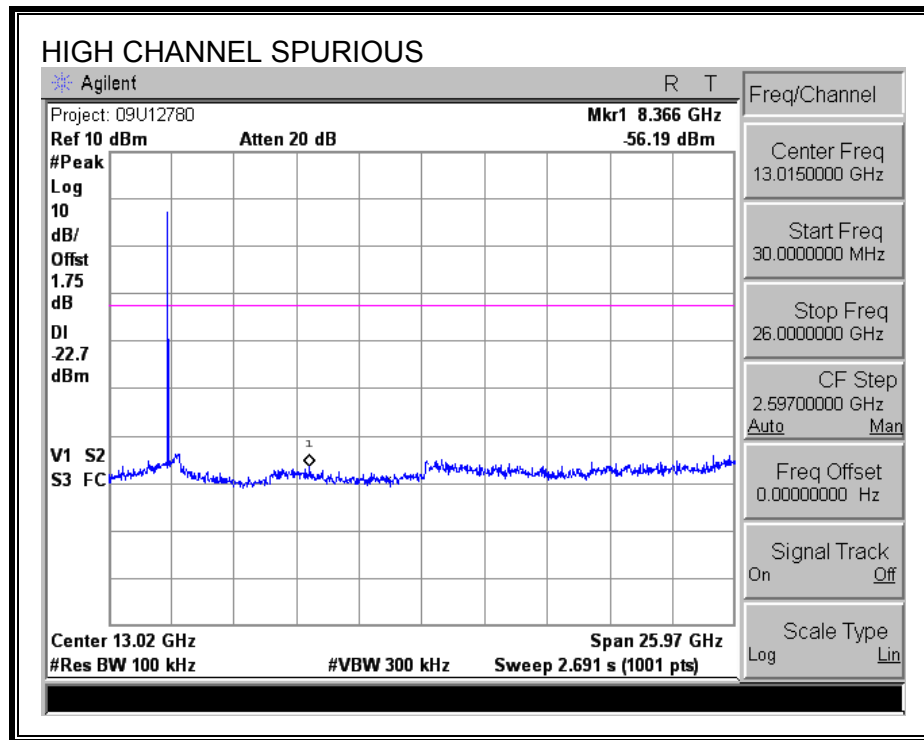 HIGH CHANNEL SPURIOUS
Agilent R T
Project: 09U12780 Mkr1 8.366 GHz
Ref 10 dBm Atten 20 dB -56.19 dBm
#Peak
Log
10
dB/
Offst
1.75
dB
DI
-22.7
dBm
1
V1 S2
S3 FC
Center 13.02 GHz Span 25.97 GHz
#Res BW 100 kHz #VBW 300 kHz Sweep 2.691 s (1001 pts)
Freq/Channel
Center Freq
13.0150000 GHz
Start Freq
30.0000000 MHz
Stop Freq
26.0000000 GHz
CF Step
2.59700000 GHz
Auto Man
Freq Offset
0.00000000 Hz
Signal Track
On Off
Scale Type
Log Lin